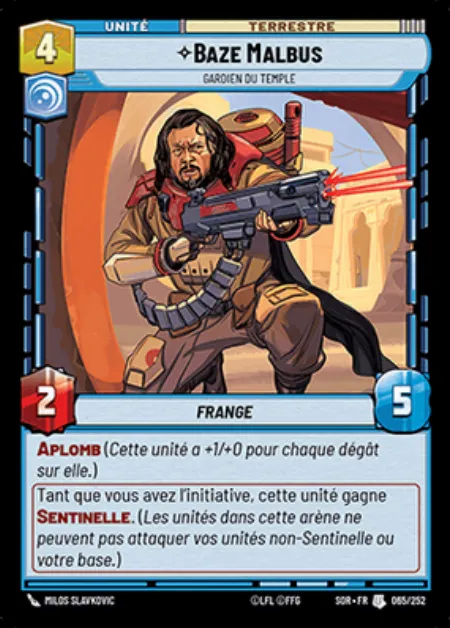 UNITÉ
TERRESTRE
4
BAZE MALBUS
GARDIEN DU TEMPLE
2
FRANGE
5
APLOMB (Cette unité a +1/+0 pour chaque dégât
sur elle.)
Tant que vous avez l'initiative, cette unité gagne
SENTINELLE. (Les unités dans cette arène ne
peuvent pas attaquer vos unités non-Sentinelle ou
votre base.)
MILOS SLAVKOVIC ©LFL ©FFG SOR • FR 065/252